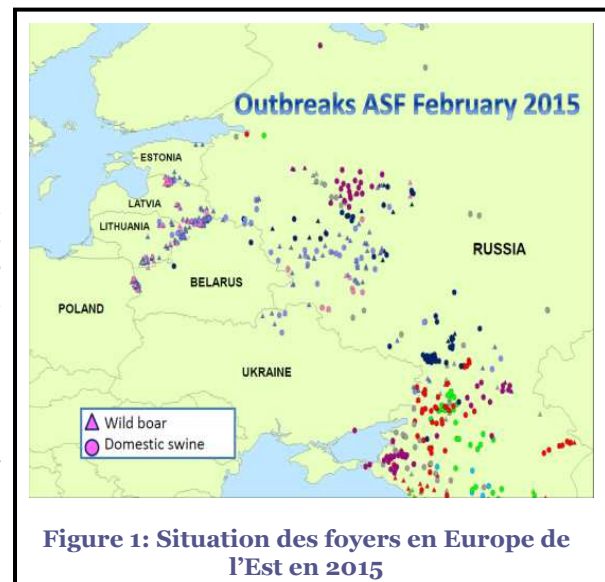 Outbreaks ASF February 2015
ESTONIA
LATVIA
LITHUANIA
RUSSIA
BELARUS
POLAND
UKRAINE
Wild boar
Domestic swine
Figure 1: Situation des foyers en Europe de
l'Est en 2015